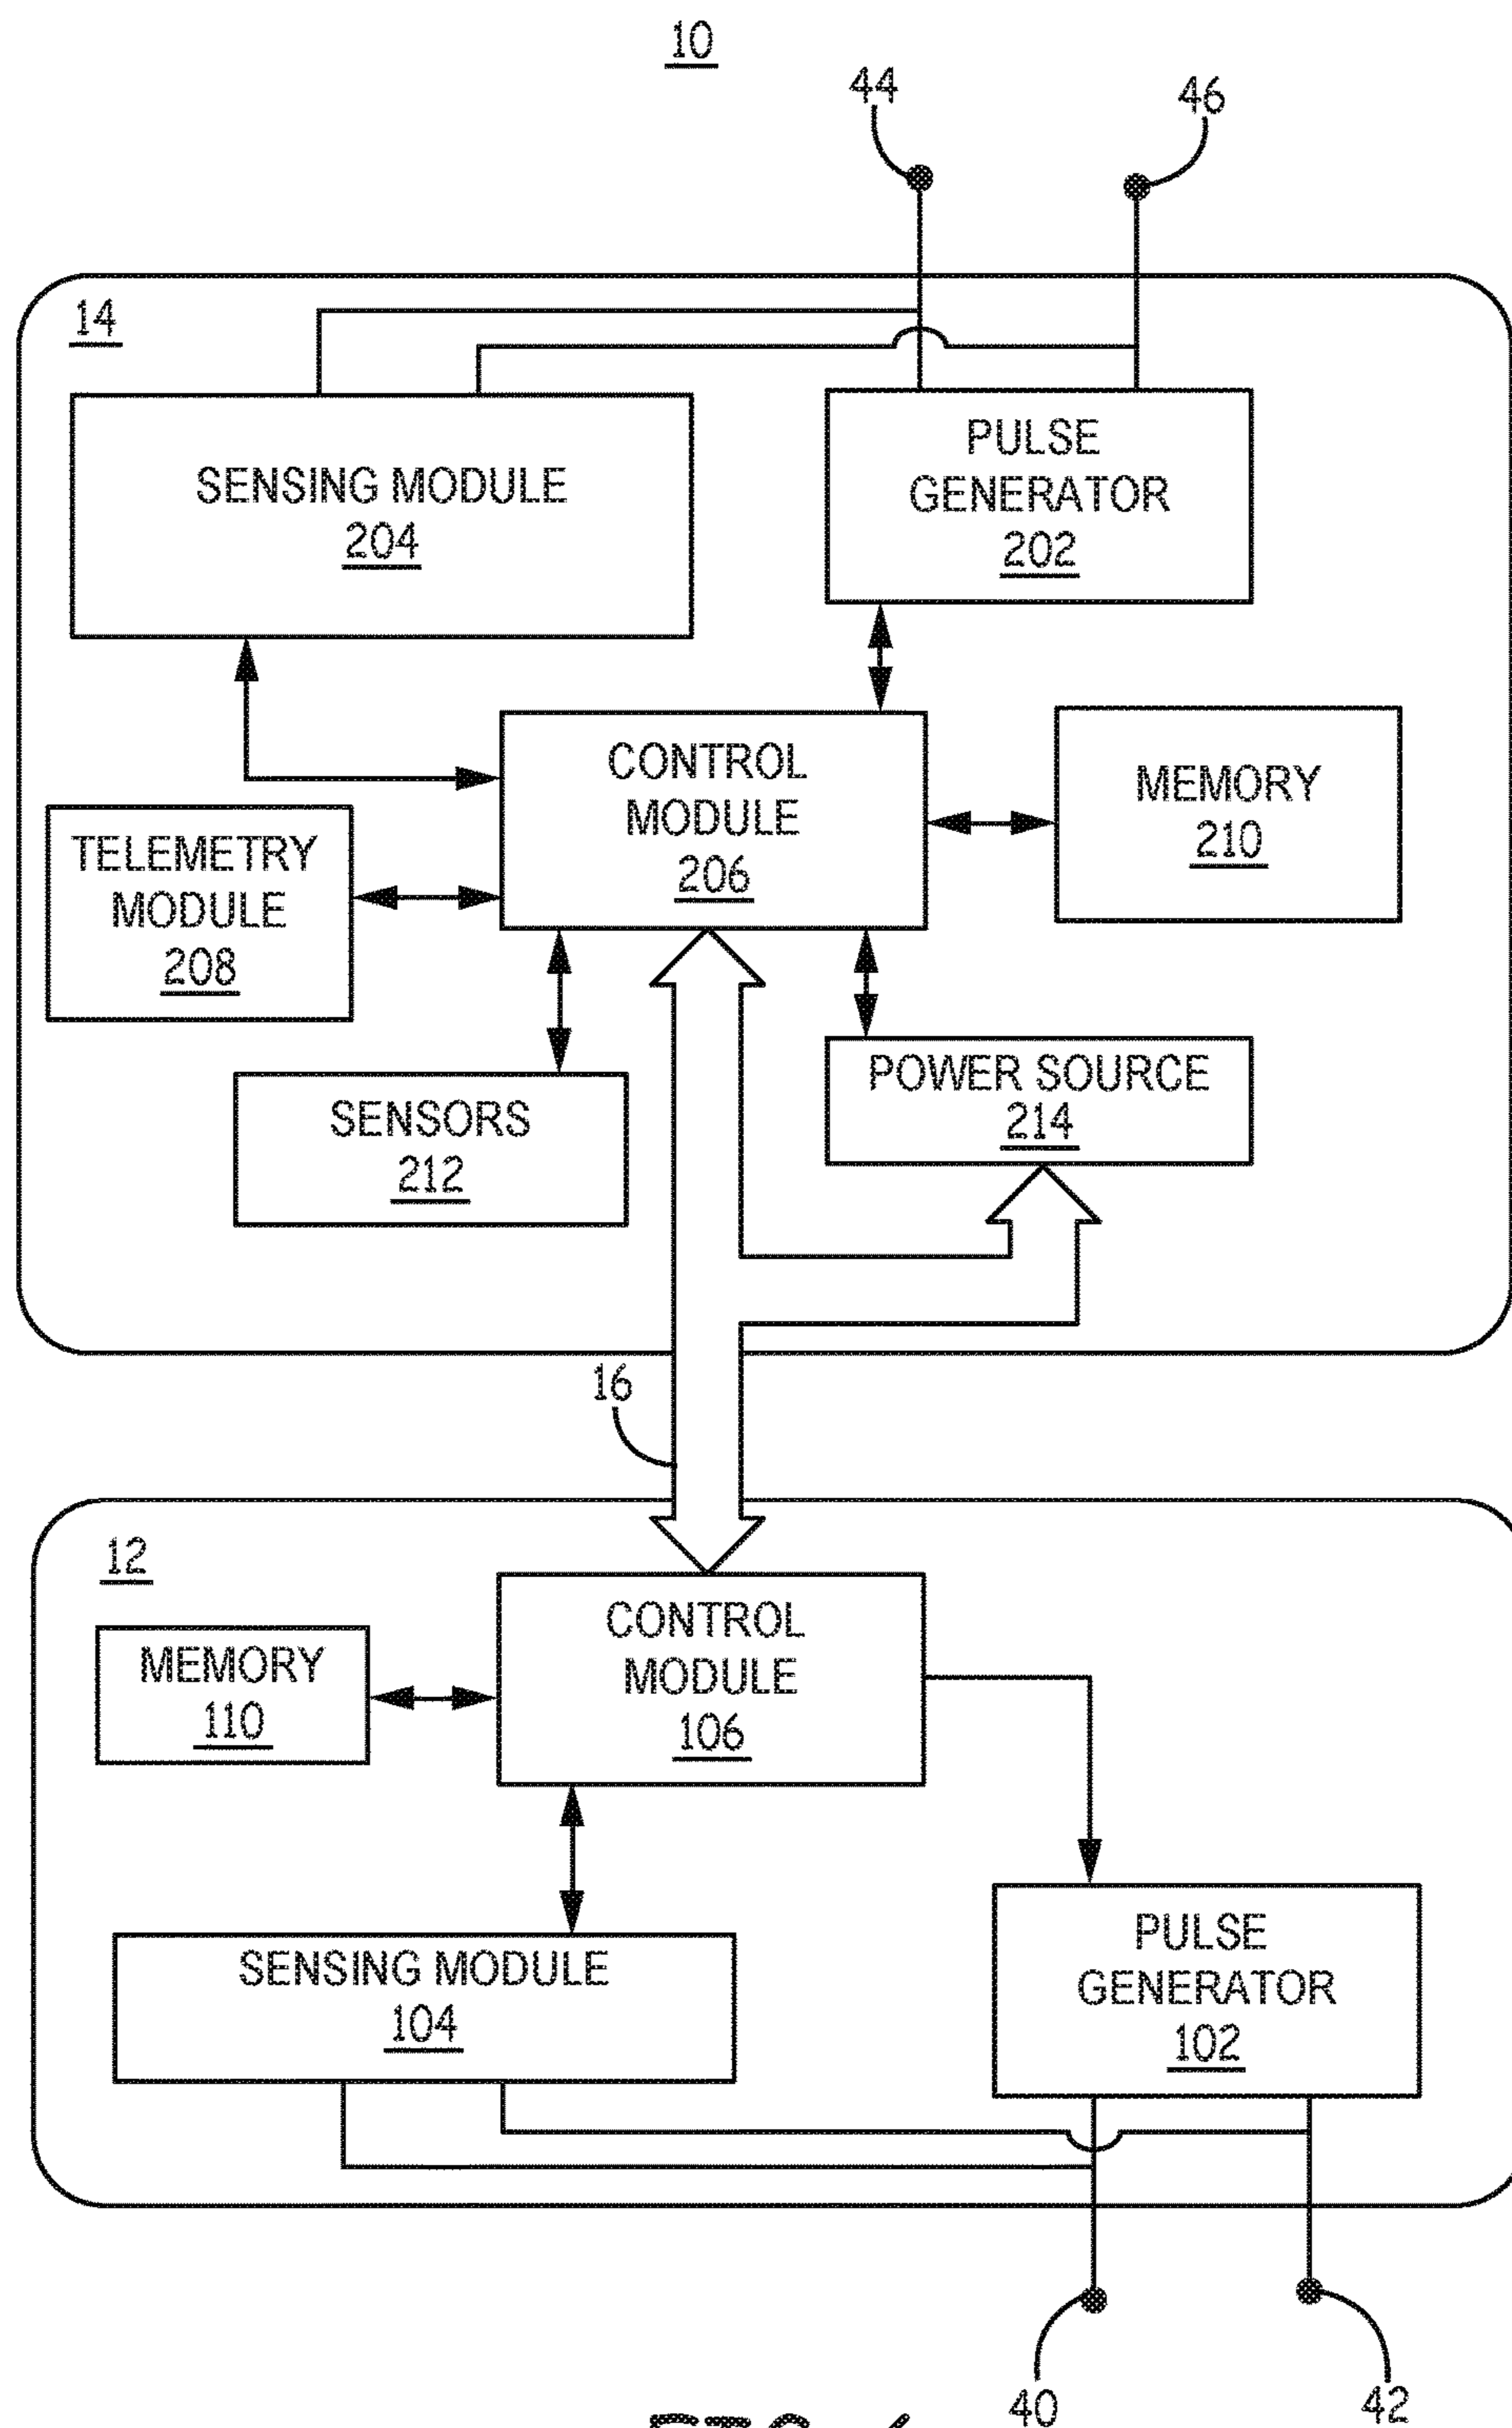 10
44
46
14
SENSING MODULE
204
PULSE
GENERATOR
202
CONTROL
MODULE
206
MEMORY
210
TELEMETRY
MODULE
208
SENSORS
212
POWER SOURCE
214
16
12
MEMORY
110
CONTROL
MODULE
106
SENSING MODULE
104
PULSE
GENERATOR
102
40
42